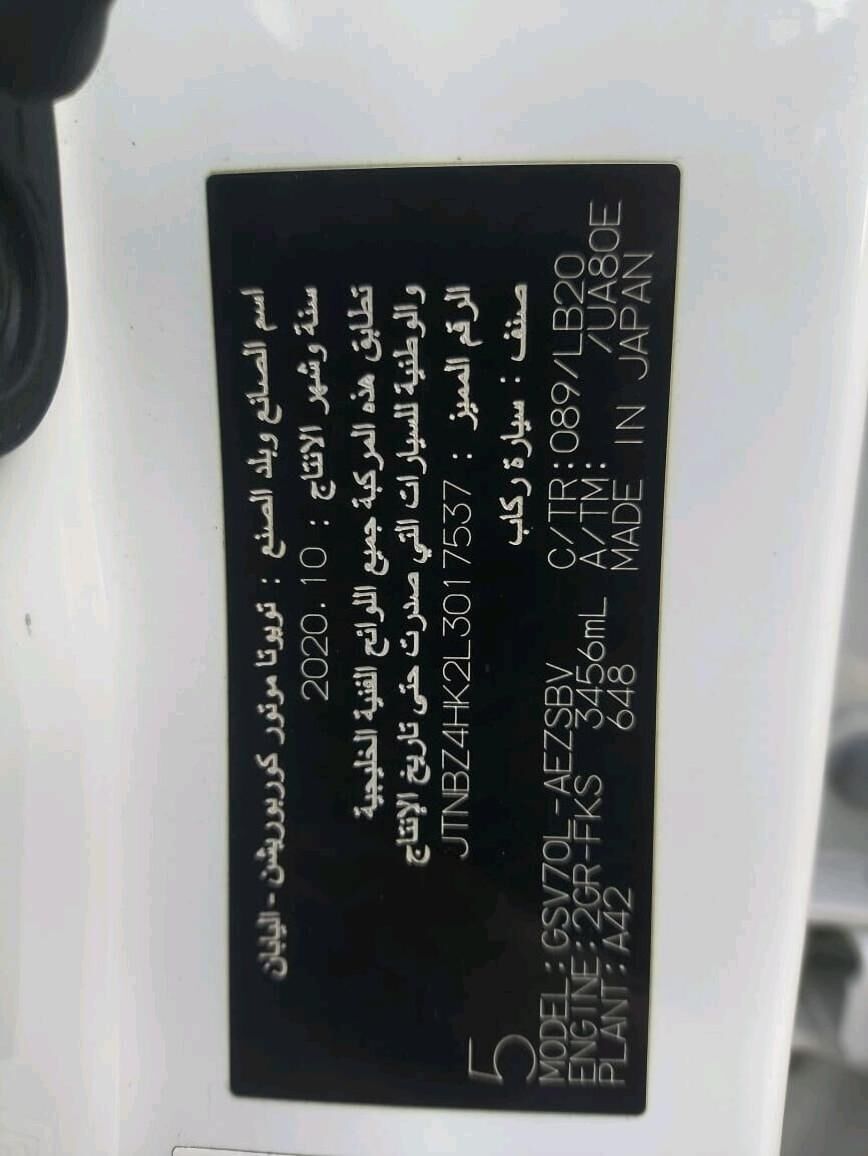 اسم الصانع وبلد الصنع : تويوتا موتور كوربوريشن - اليابان
سنة وشهر الانتاج : 2020.10
تطابق هذه المركبة جميع اللوائح الفنية الخليجية
والوطنية للسيارات التي صدرت حتى تاريخ الإنتاج
الرقم المميز : JTNBZ4HK2L3017537
صنف : سيارة ركاب
5
MODEL:GSV70L-AEZSBV C/TR:089/LB20
ENGINE:2GR-FKS 3456mL A/TM: /UA80E
PLANT:A42 648 MADE IN JAPAN